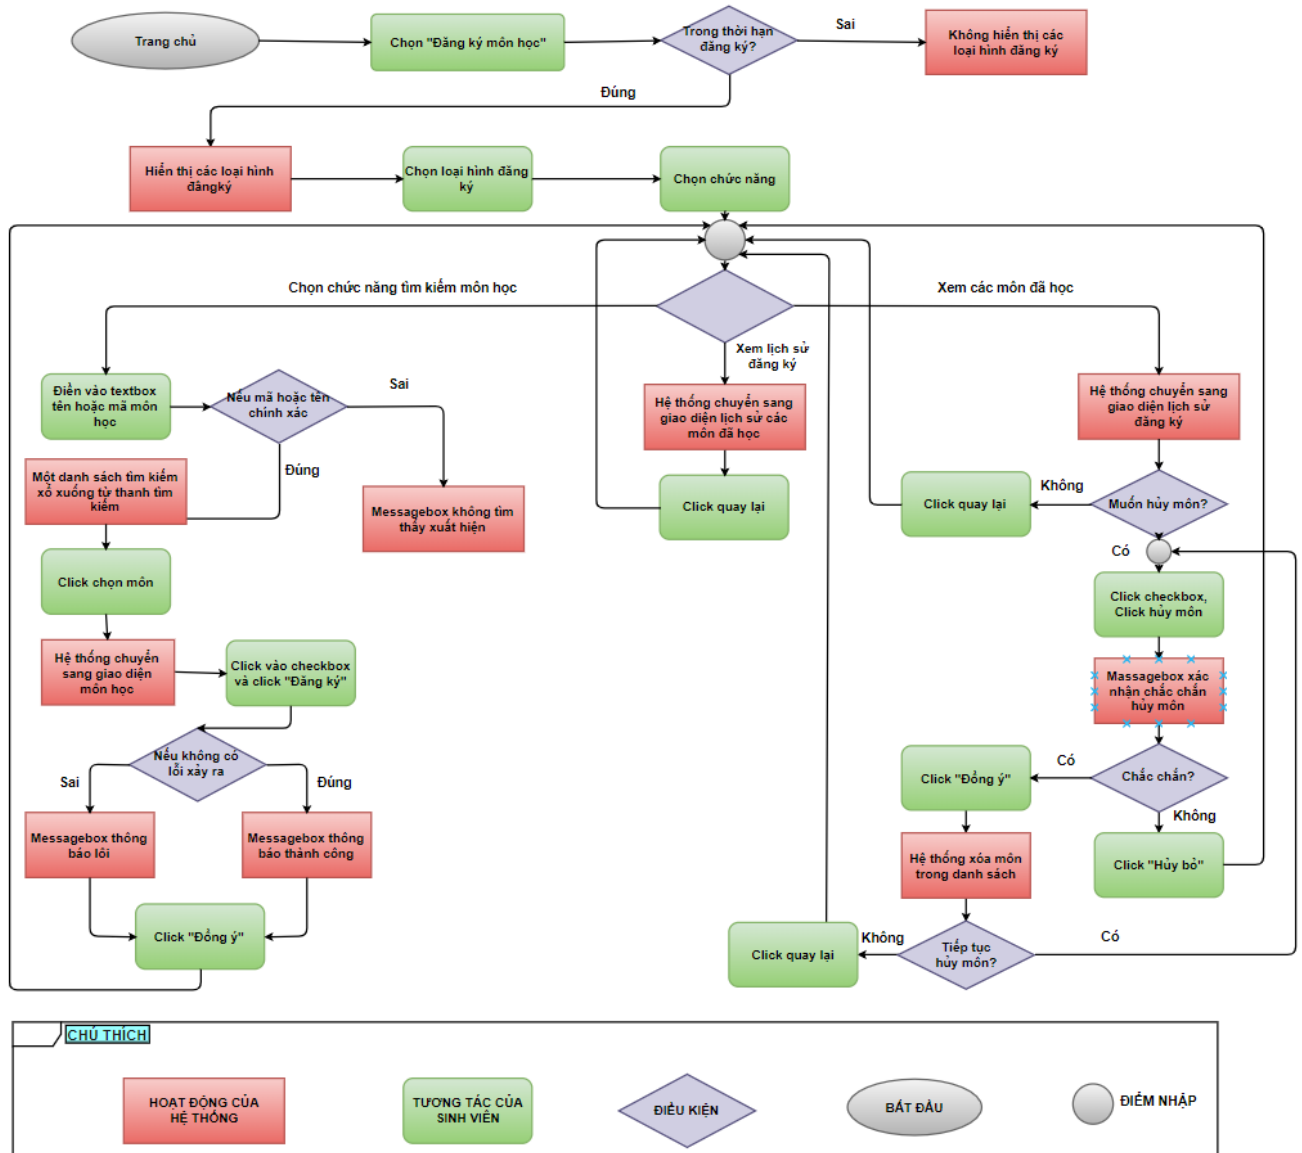 Trang chủ
Chọn "Đăng ký môn học"
Trong thời hạn
đăng ký?
Sai
Không hiển thị các
loại hình đăng ký
Đúng
Hiển thị các loại hình
đăngký
Chọn loại hình đăng
ký
Chọn chức năng
Chọn chức năng tìm kiếm môn học
Xem các môn đã học
Xem lịch sử
đăng ký
Điền vào textbox
tên hoặc mã môn
học
Nếu mã hoặc tên
chính xác
Sai
Đúng
Hệ thống chuyển sang
giao diện lịch sử các
môn đã học
Hệ thống chuyển sang
giao diện lịch sử
đăng ký
Một danh sách tìm kiếm
xổ xuống từ thanh tìm
kiếm
Messagebox không tìm
thấy xuất hiện
Click quay lại
Click quay lại
Không
Muốn hủy môn?
Có
Click chọn môn
Click checkbox,
Click hủy môn
Hệ thống chuyển
sang giao diện
môn học
Click vào checkbox
và click "Đăng ký"
Massagebox xác
nhận chắc chắn
hủy môn
Nếu không có
lỗi xảy ra
Sai
Đúng
Click "Đồng ý"
Có
Chắc chắn?
Không
Messagebox thông
báo lỗi
Messagebox thông
báo thành công
Hệ thống xóa môn
trong danh sách
Click "Hủy bỏ"
Click "Đồng ý"
Click quay lại
Không
Tiếp tục
hủy môn?
Có
CHÚ THÍCH
HOẠT ĐỘNG CỦA
HỆ THỐNG
TƯƠNG TÁC CỦA
SINH VIÊN
ĐIỀU KIỆN
BẮT ĐẦU
ĐIỂM NHẬP